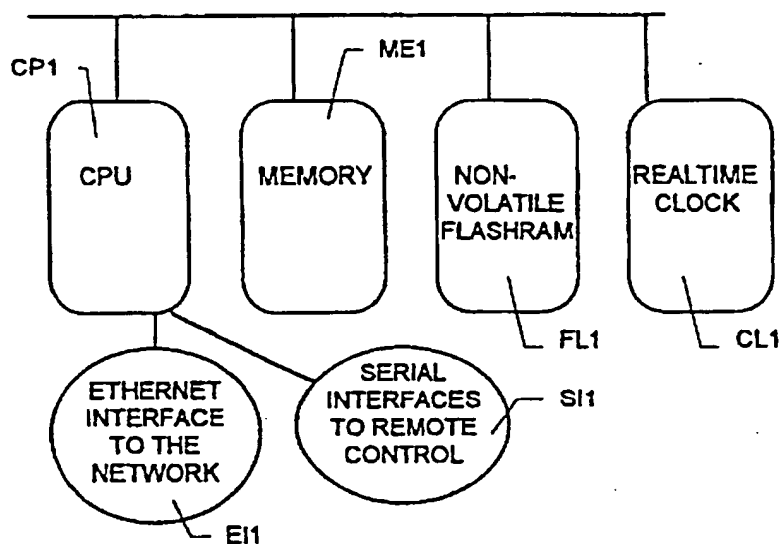 ME1
CP1
CPU
MEMORY
NON-
VOLATILE
FLASHRAM
REALTIME
CLOCK
FL1
CL1
ETHERNET
INTERFACE
TO THE
NETWORK
SERIAL
INTERFACES
TO REMOTE
CONTROL
SI1
EI1